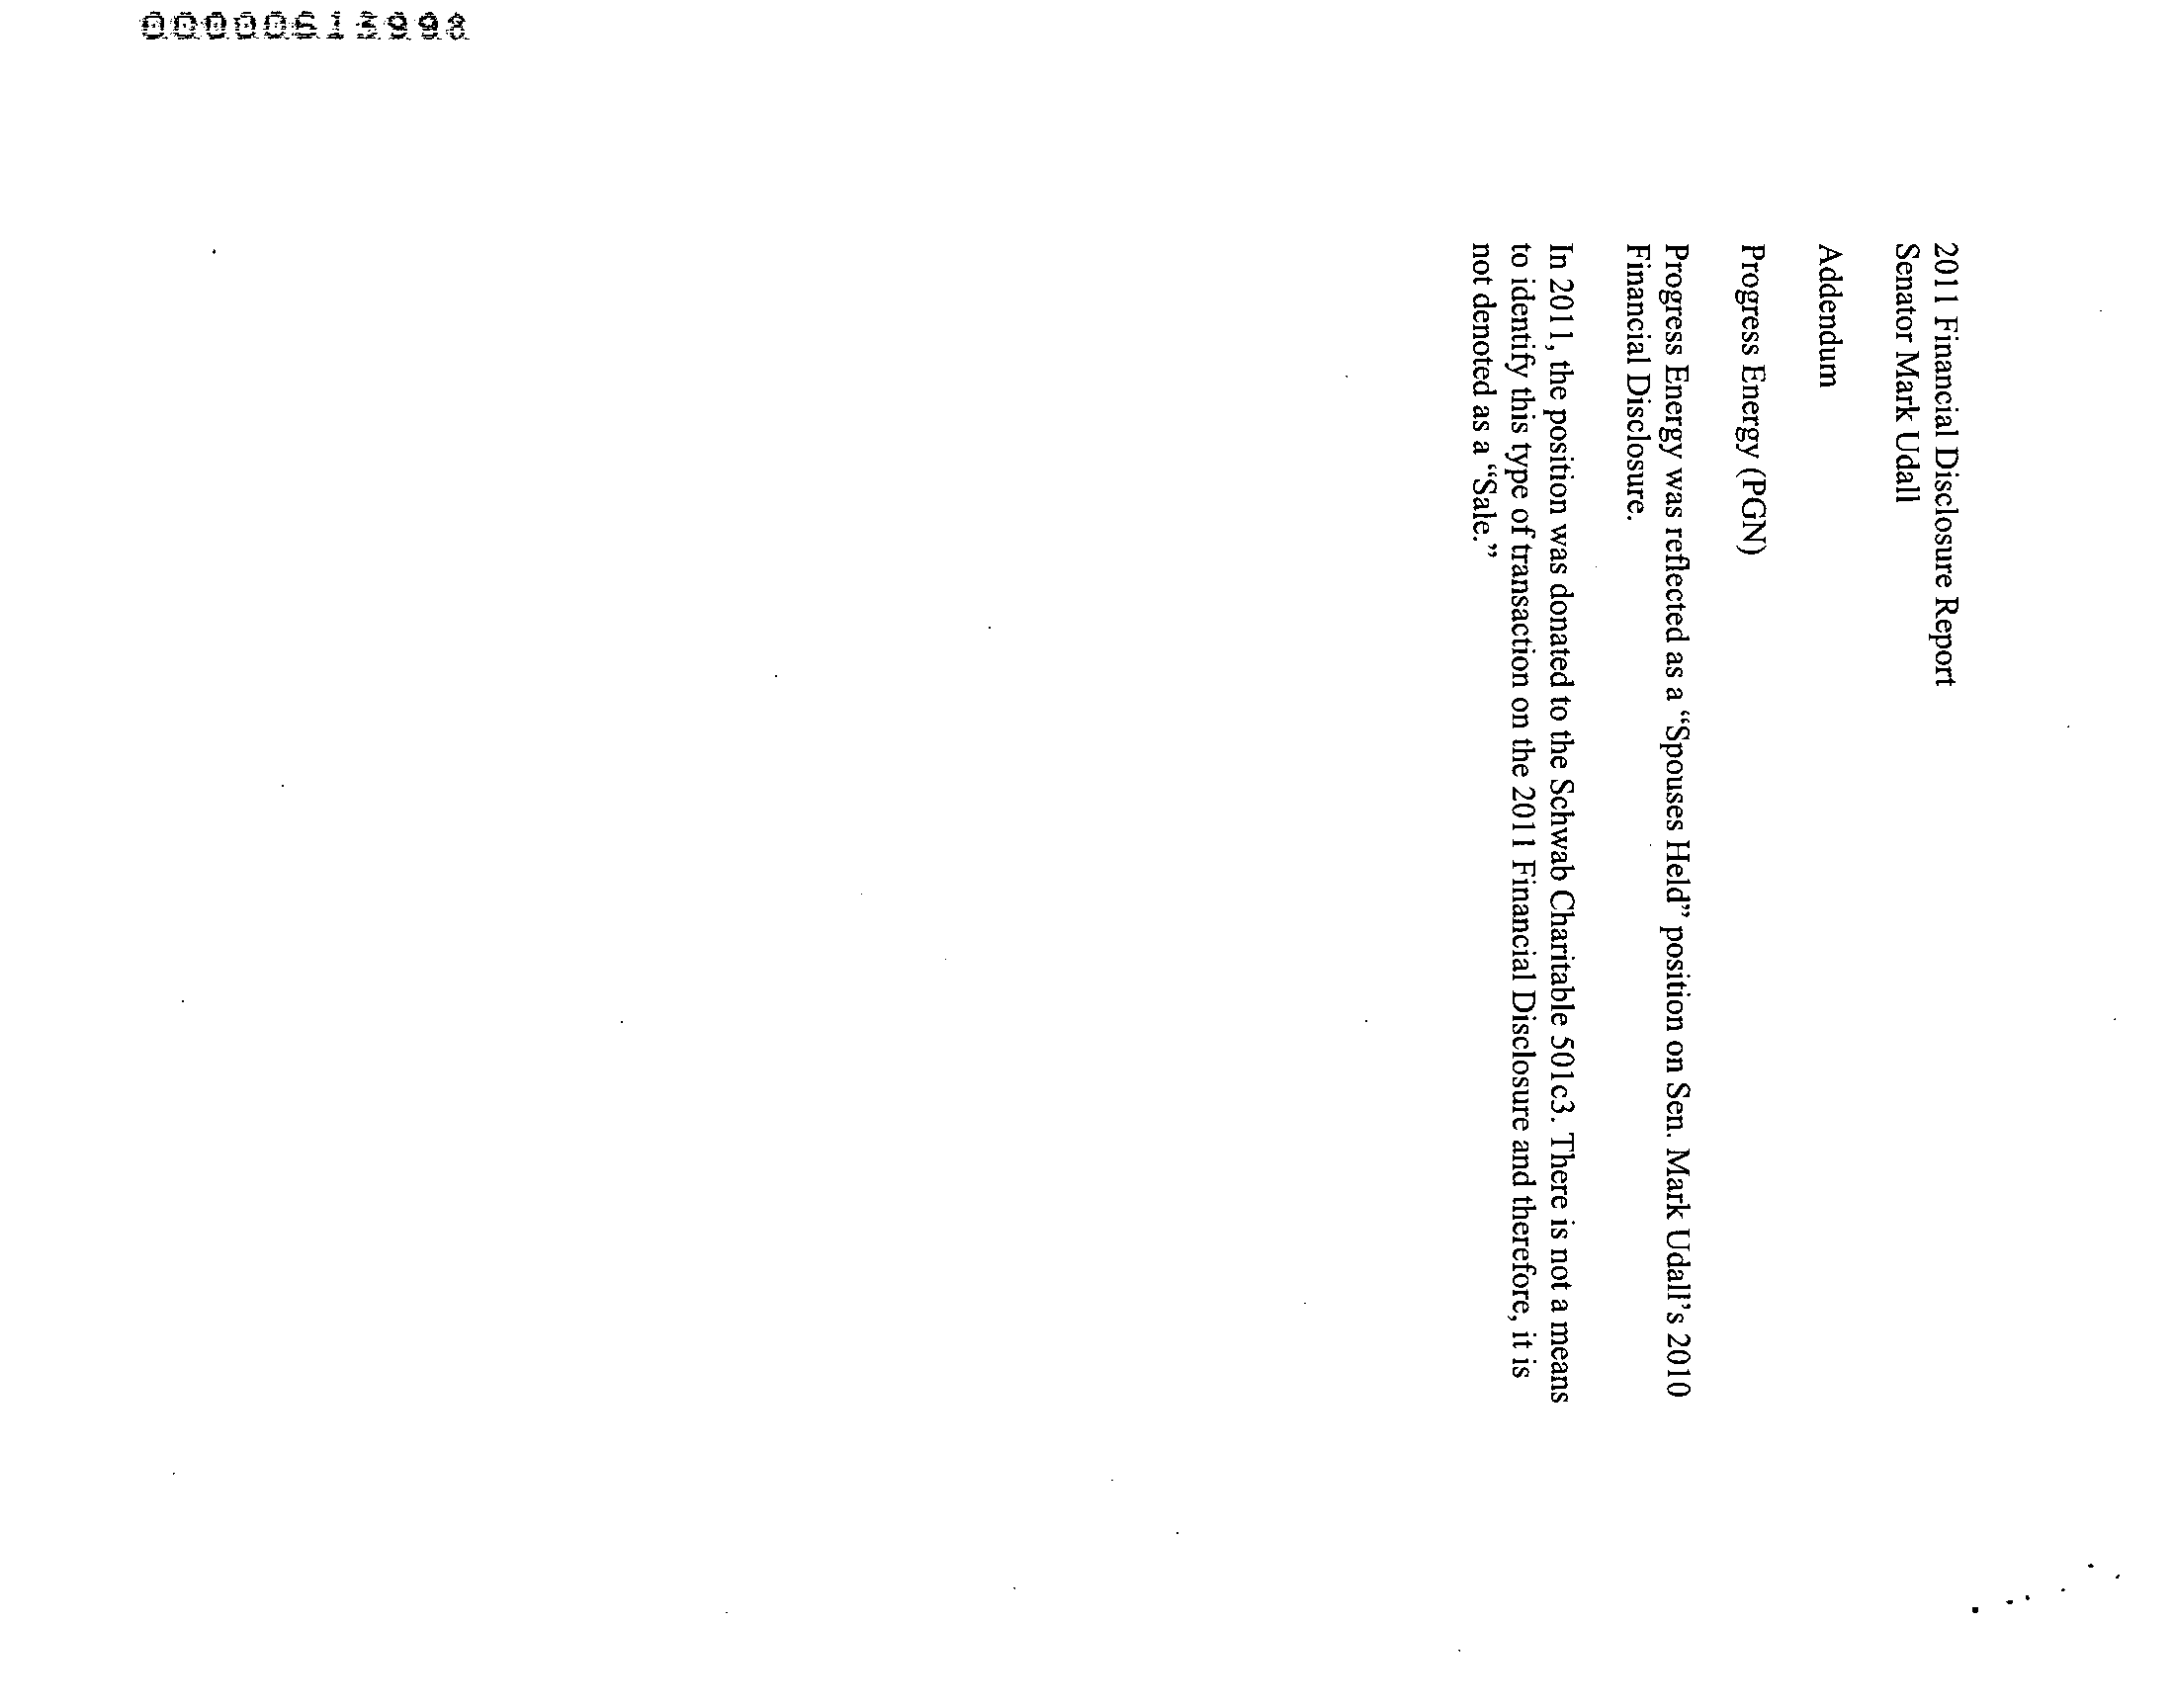 2011 Financial Disclosure Report
Senator Mark Udall
Addendum
Progress Energy (PGN)
Progress Energy was reflected as a “Spouses Held” position on Sen. Mark Udall’s 2010
Financial Disclosure.
In 2011, the position was donated to the Schwab Charitable 501c3. There is not a means
to identify this type of transaction on the 2011 Financial Disclosure and therefore, it is
not denoted as a “Sale.”